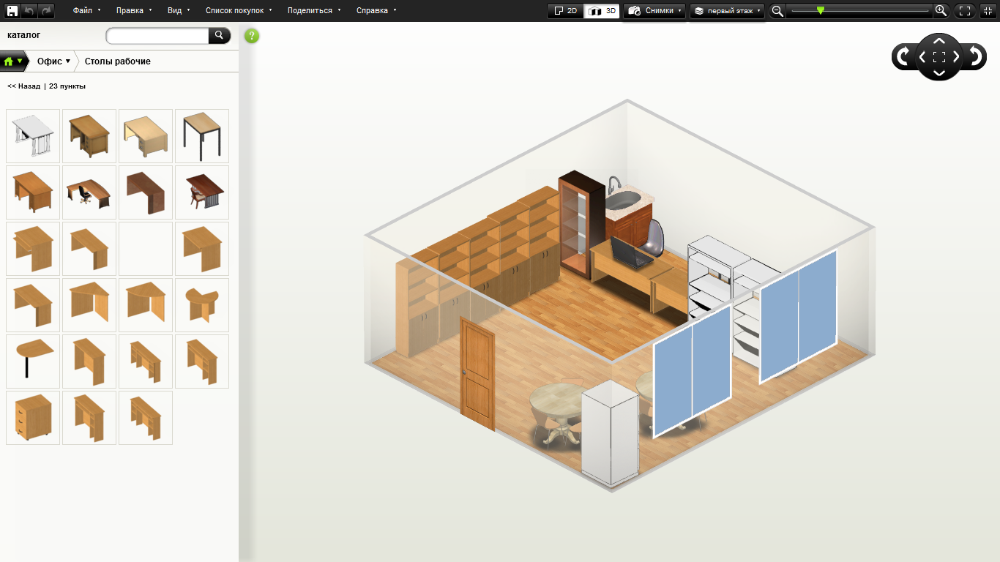 Файл Правка Вид Список покупок Поделиться Справка 2D 3D Снимки первый этаж
каталог ?
Офис Столы рабочие
<< Назад | 23 пункты